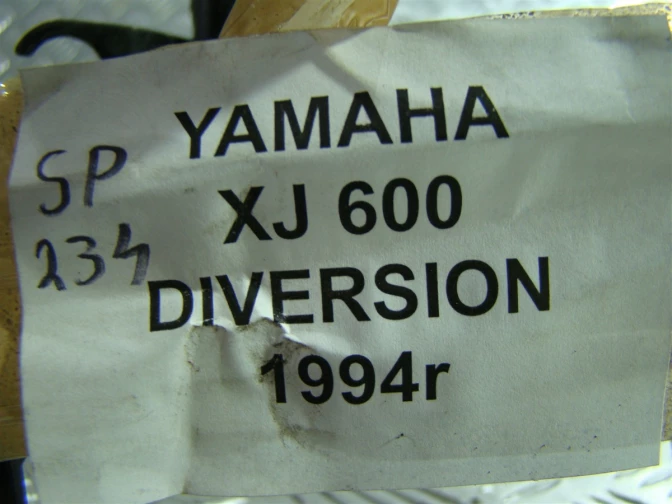 YAMAHA
XJ 600
DIVERSION
1994r
SP
234